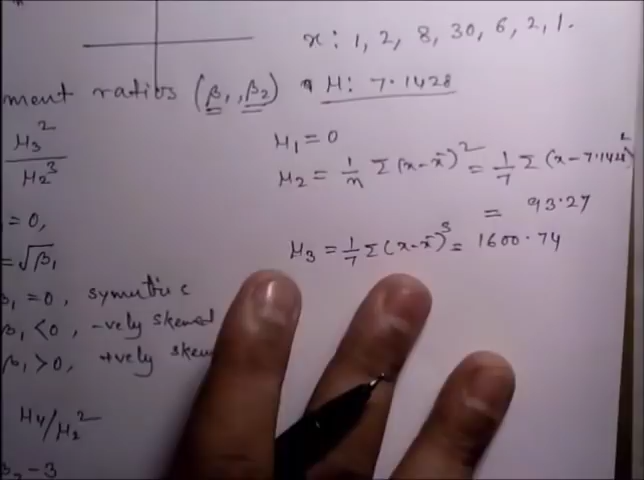 x : 1, 2, 8, 30, 6, 2, 1.
ment ratios (β₁, β₂) M: 7.1428
μ₃² / μ₂³
μ₁ = 0
μ₂ = 1/n Σ (x - x̄)² = 1/7 Σ (x - 7.1428)²
= 0,
= 93.27
= √β₁
μ₃ = 1/7 Σ (x - x̄)³ = 1600.74
β₁ = 0, symutric
β₁ < 0, -vely skewed
β₁ > 0, +vely skew
μ₄/μ₂²
- 3